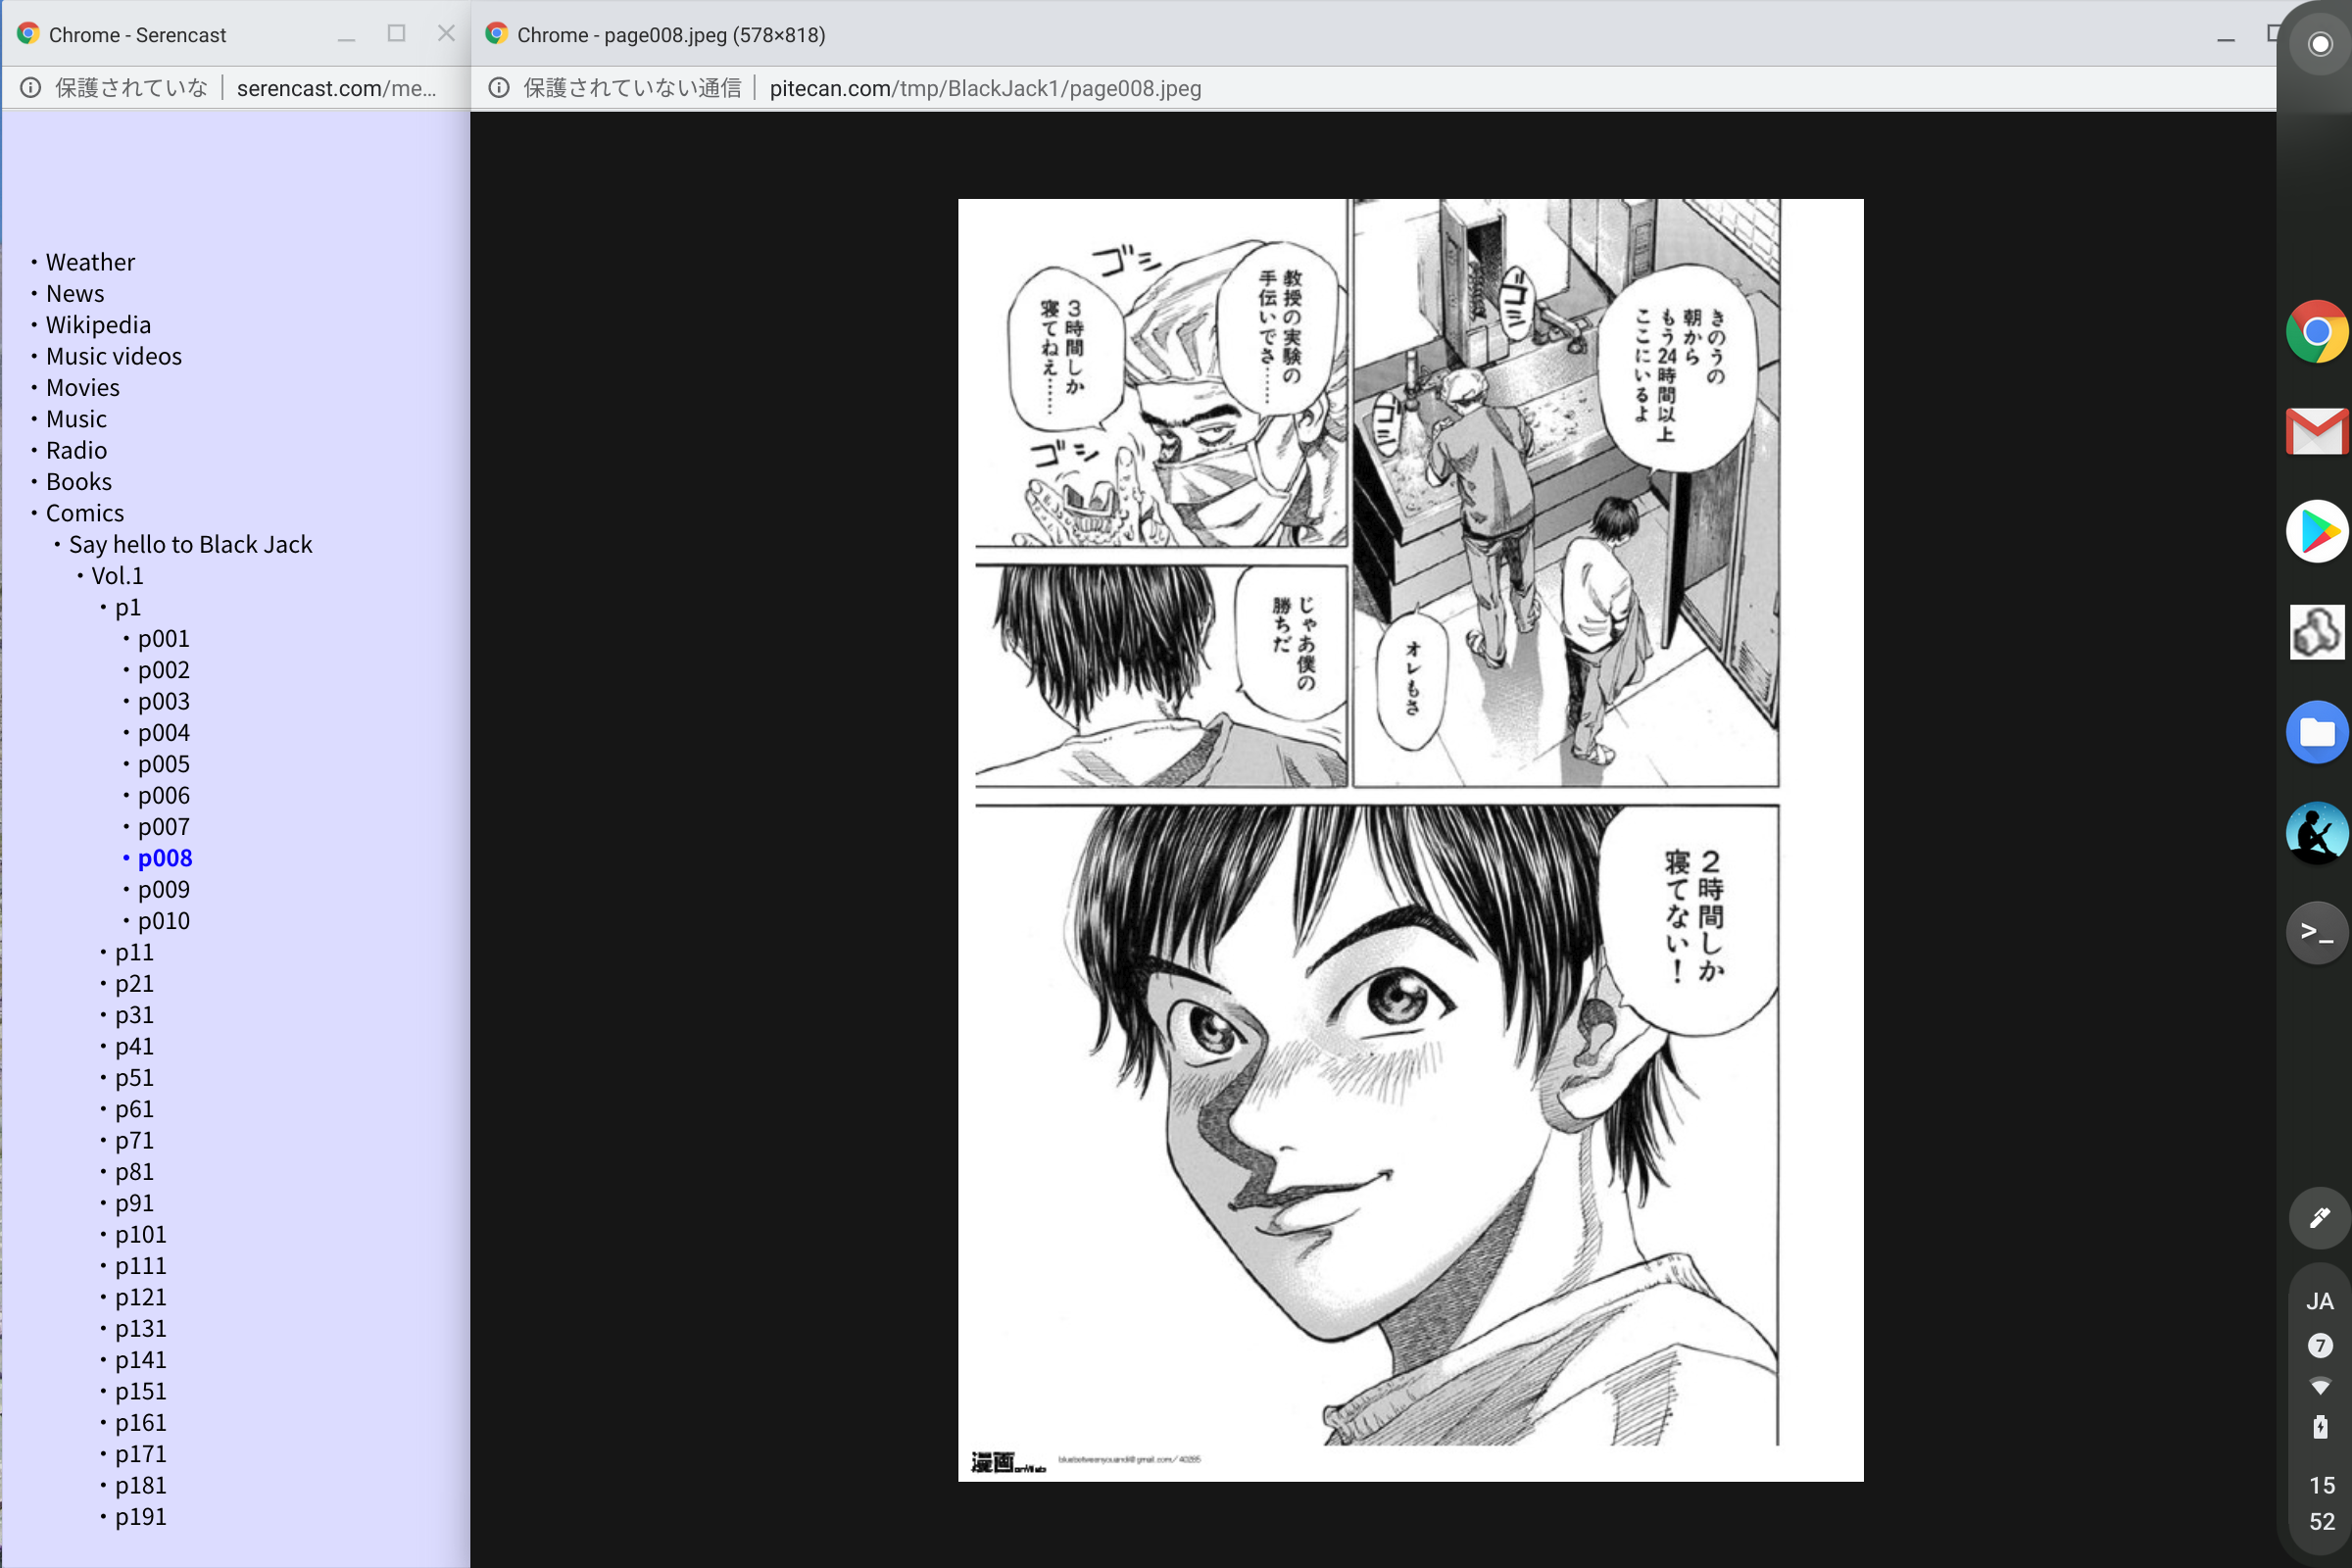 Chrome - Serencast
保護されていな
serencast.com/me...
・Weather
・News
・Wikipedia
・Music videos
・Movies
・Music
・Radio
・Books
・Comics
・Say hello to Black Jack
・Vol.1
・p1
・p001
・p002
・p003
・p004
・p005
・p006
・p007
・p008
・p009
・p010
・p11
・p21
・p31
・p41
・p51
・p61
・p71
・p81
・p91
・p101
・p111
・p121
・p131
・p141
・p151
・p161
・p171
・p181
・p191
Chrome - page008.jpeg (578×818)
保護されていない通信
pitecan.com/tmp/BlackJack1/page008.jpeg
きのうの
朝から
もう24時間以上
ここにいるよ
ゴシ
ゴシ
オレもさ
教授の実験の
手伝いでさ……
3時間しか
寝てねえ……
ゴシ
ゴシ
じゃあ僕の
勝ちだ
2時間しか
寝てない！
漫画 on Web
bluebetweenyouandi@gmail.com/40285
>_
JA
7
15
52